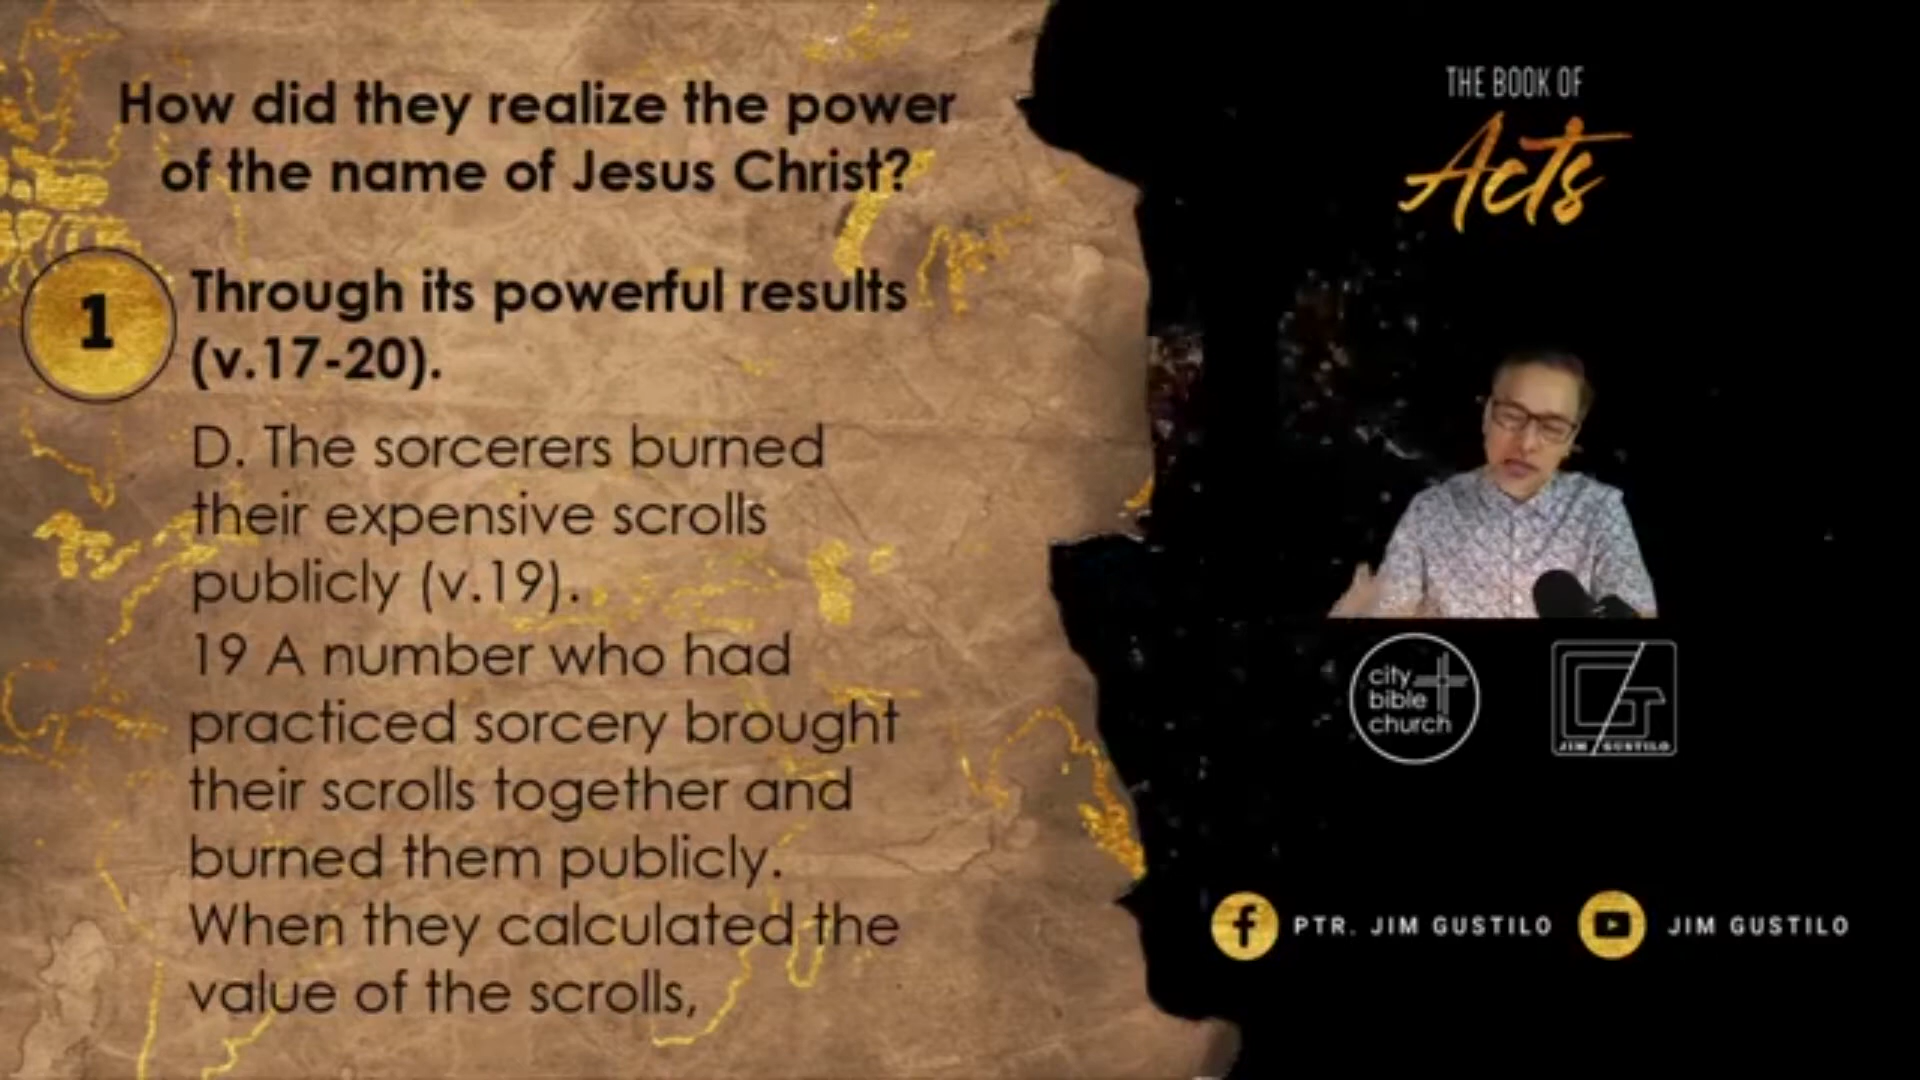 How did they realize the power
of the name of Jesus Christ?
1
Through its powerful results
(v.17-20).
D. The sorcerers burned
their expensive scrolls
publicly (v.19).
19 A number who had
practiced sorcery brought
their scrolls together and
burned them publicly.
When they calculated the
value of the scrolls,
THE BOOK OF
Acts
city
bible
church
JIM GUSTILO
PTR. JIM GUSTILO
JIM GUSTILO